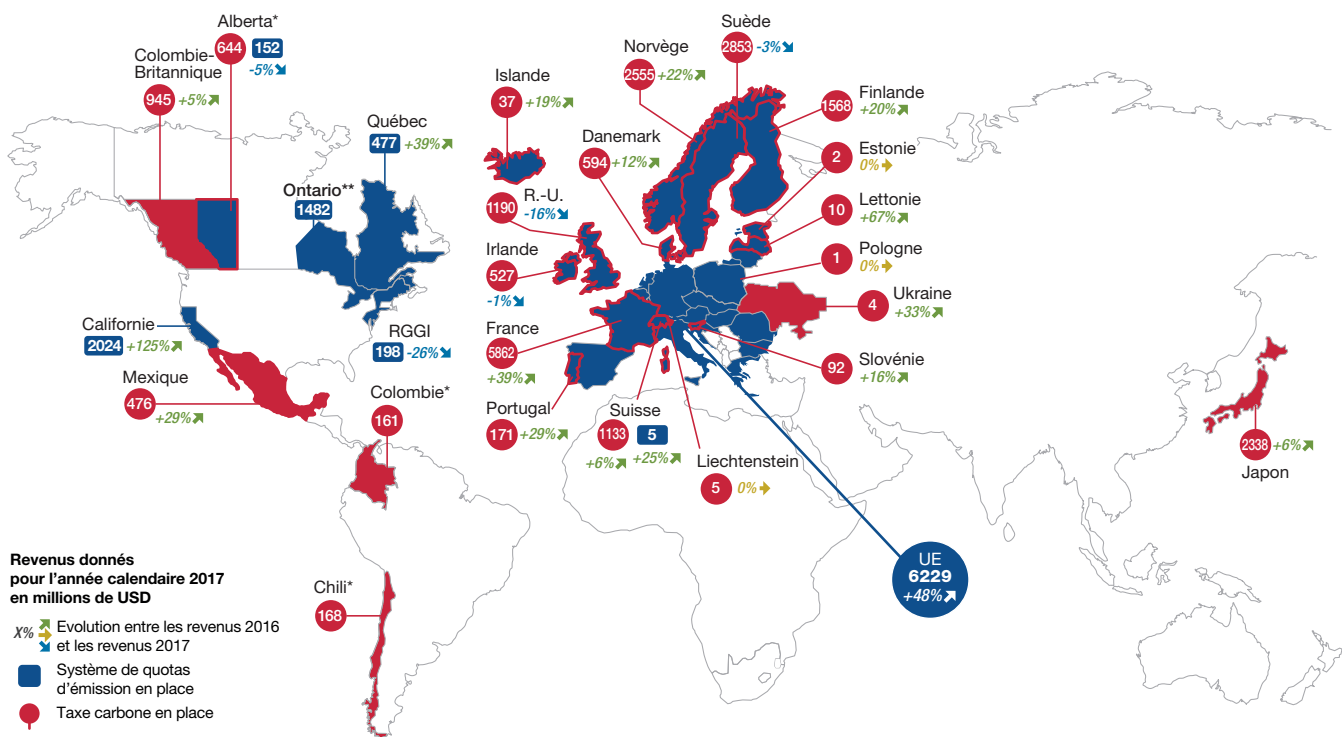 Alberta*
644 152
-5%
Colombie-
Britannique
945 +5%
Québec
477 +39%
Ontario**
1482
Californie
2024 +125%
RGGI
198 -26%
Mexique
476
+29%
Colombie*
161
Chili*
168
Islande
37 +19%
Norvège
2555 +22%
Suède
2853 -3%
Danemark
594 +12%
R.-U.
1190 -16%
Irlande
527
-1%
France
5862
+39%
Portugal
171 +29%
Suisse
1133 5
+6% +25%
Liechtenstein
5 0%
Finlande
1568 +20%
Estonie
2 0%
Lettonie
10 +67%
Pologne
1 0%
Ukraine
4 +33%
Slovénie
92 +16%
UE
6229
+48%
2338 +6%
Japon
Revenus donnés
pour l'année calendaire 2017
en millions de USD
X% Evolution entre les revenus 2016
et les revenus 2017
Système de quotas
d'émission en place
Taxe carbone en place